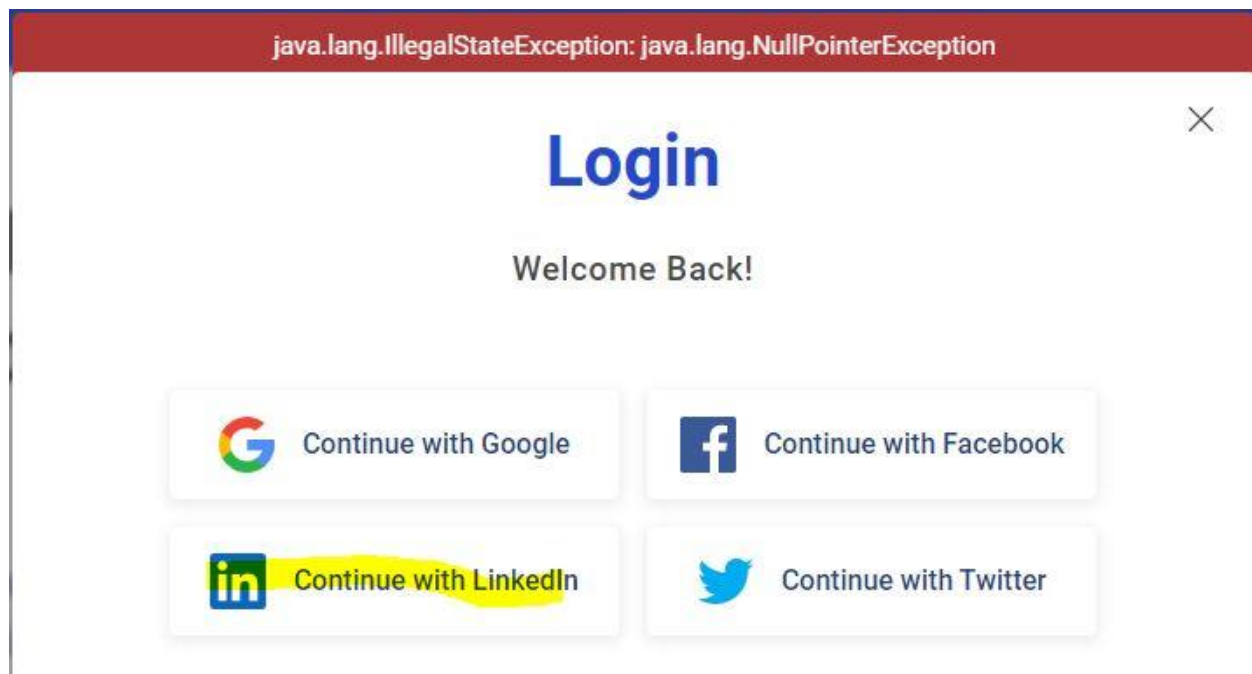 java.lang.IllegalStateException: java.lang.NullPointerException
Login
Welcome Back!
Continue with Google
Continue with Facebook
in Continue with LinkedIn
Continue with Twitter